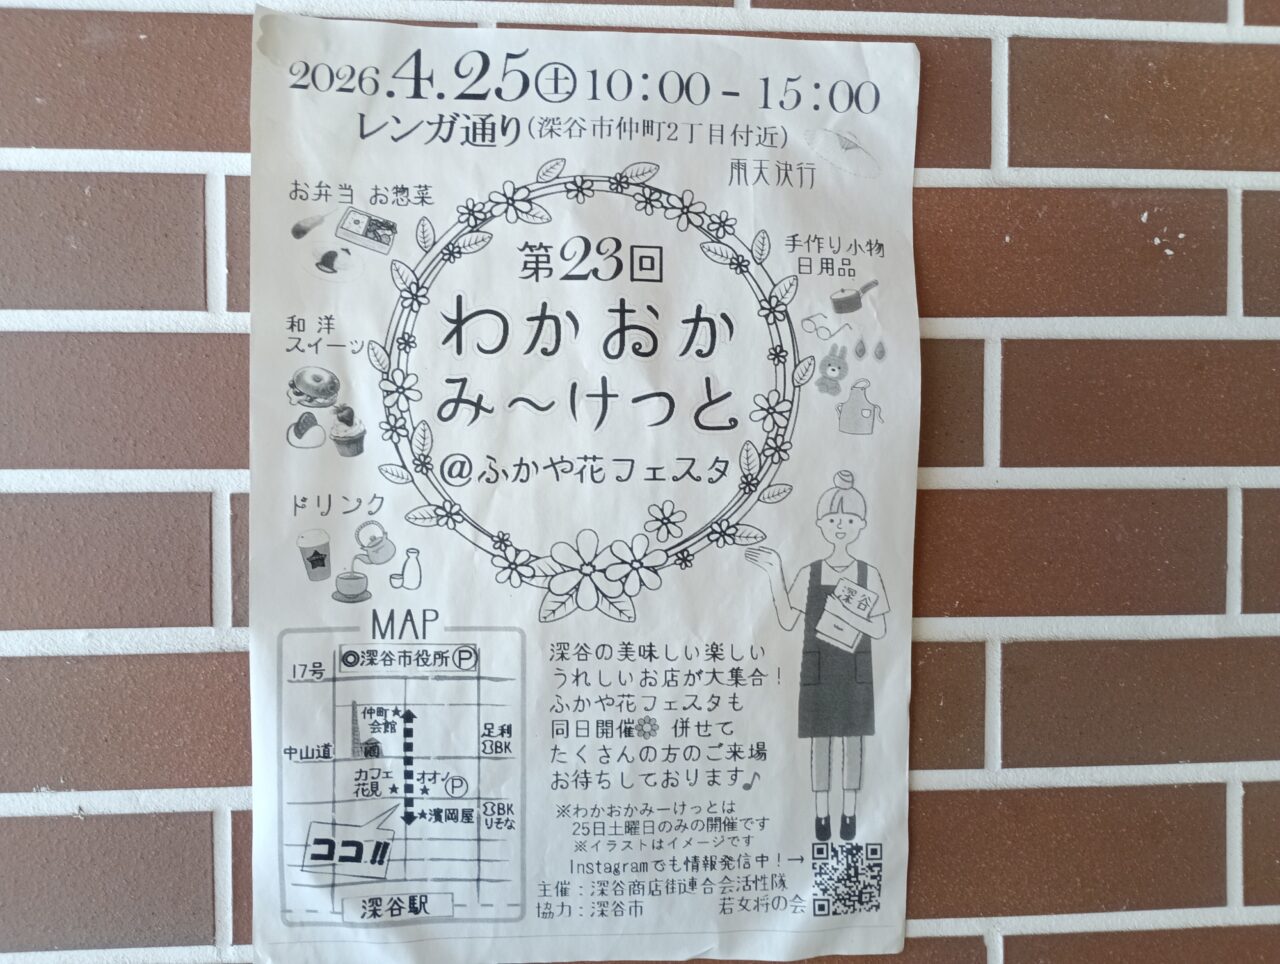 2026.4.25㊏10:00-15:00
レンガ通り(深谷市仲町2丁目付近)
雨天決行
お弁当 お惣菜
手作り小物
日用品
和洋
スイーツ
ドリンク
第23回
わかおか
み〜けっと
@ふかや花フェスタ
深谷
MAP
◎深谷市役所Ⓟ
17号
仲町★
会館
足利
BK
中山道
カフェ
花見★
オオノ
★
Ⓟ
★濱岡屋
BK
りそな
ココ!!
深谷駅
深谷の美味しい楽しい
うれしいお店が大集合!
ふかや花フェスタも
同日開催 併せて
たくさんの方のご来場
お待ちしております♪
※わかおかみーけっとは
25日土曜日のみの開催です
※イラストはイメージです
Instagramでも情報発信中!→
主催:深谷商店街連合会活性隊
若女将の会
協力:深谷市